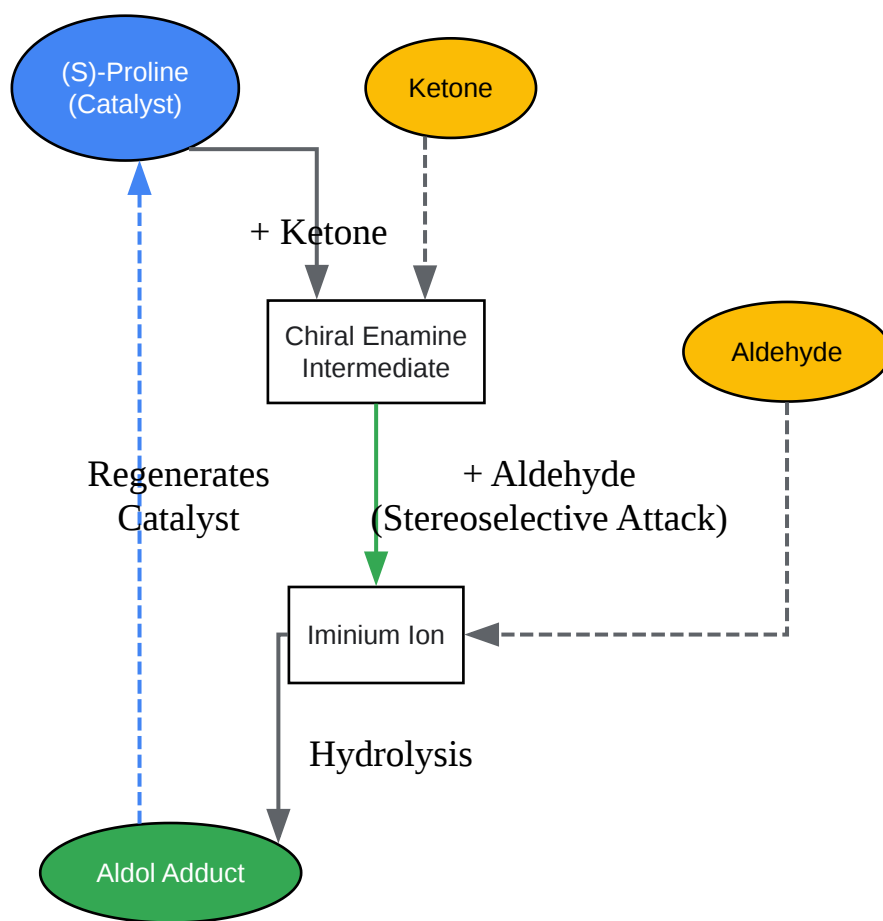 (S)-Proline
(Catalyst)
Ketone
+ Ketone
Chiral Enamine
Intermediate
Aldehyde
Regenerates
Catalyst
+ Aldehyde
(Stereoselective Attack)
Iminium Ion
Hydrolysis
Aldol Adduct